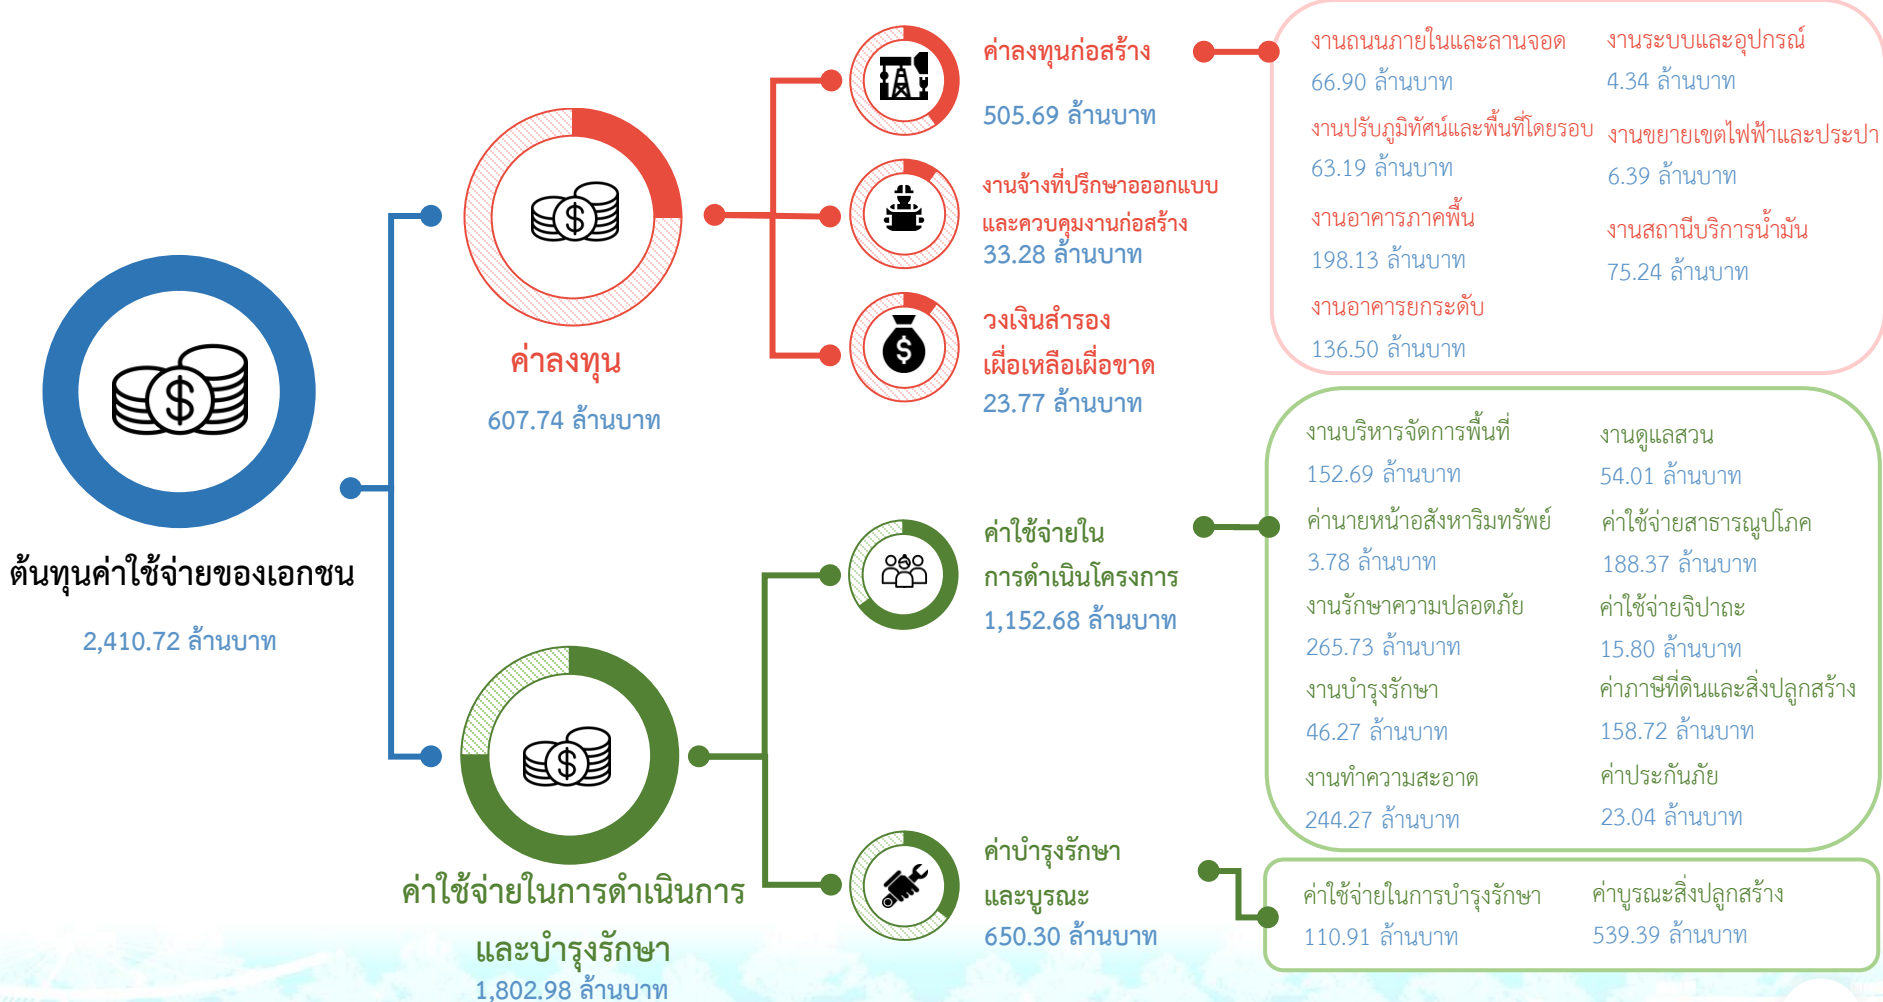 ต้นทุนค่าใช้จ่ายของเอกชน
2,410.72 ล้านบาท
ค่าลงทุน
607.74 ล้านบาท
ค่าลงทุนก่อสร้าง
505.69 ล้านบาท
งานจ้างที่ปรึกษาอออกแบบ
และควบคุมงานก่อสร้าง
33.28 ล้านบาท
วงเงินสำรอง
เผื่อเหลือเผื่อขาด
23.77 ล้านบาท
งานถนนภายในและลานจอด
66.90 ล้านบาท
งานปรับภูมิทัศน์และพื้นที่โดยรอบ
63.19 ล้านบาท
งานอาคารภาคพื้น
198.13 ล้านบาท
งานอาคารยกระดับ
136.50 ล้านบาท
งานระบบและอุปกรณ์
4.34 ล้านบาท
งานขยายเขตไฟฟ้าและประปา
6.39 ล้านบาท
งานสถานีบริการน้ำมัน
75.24 ล้านบาท
ค่าใช้จ่ายในการดำเนินการ
และบำรุงรักษา
1,802.98 ล้านบาท
ค่าใช้จ่ายใน
การดำเนินโครงการ
1,152.68 ล้านบาท
งานบริหารจัดการพื้นที่
152.69 ล้านบาท
ค่านายหน้าอสังหาริมทรัพย์
3.78 ล้านบาท
งานรักษาความปลอดภัย
265.73 ล้านบาท
งานบำรุงรักษา
46.27 ล้านบาท
งานทำความสะอาด
244.27 ล้านบาท
งานดูแลสวน
54.01 ล้านบาท
ค่าใช้จ่ายสาธารณูปโภค
188.37 ล้านบาท
ค่าใช้จ่ายจิปาถะ
15.80 ล้านบาท
ค่าภาษีที่ดินและสิ่งปลูกสร้าง
158.72 ล้านบาท
ค่าประกันภัย
23.04 ล้านบาท
ค่าบำรุงรักษา
และบูรณะ
650.30 ล้านบาท
ค่าใช้จ่ายในการบำรุงรักษา
110.91 ล้านบาท
ค่าบูรณะสิ่งปลูกสร้าง
539.39 ล้านบาท